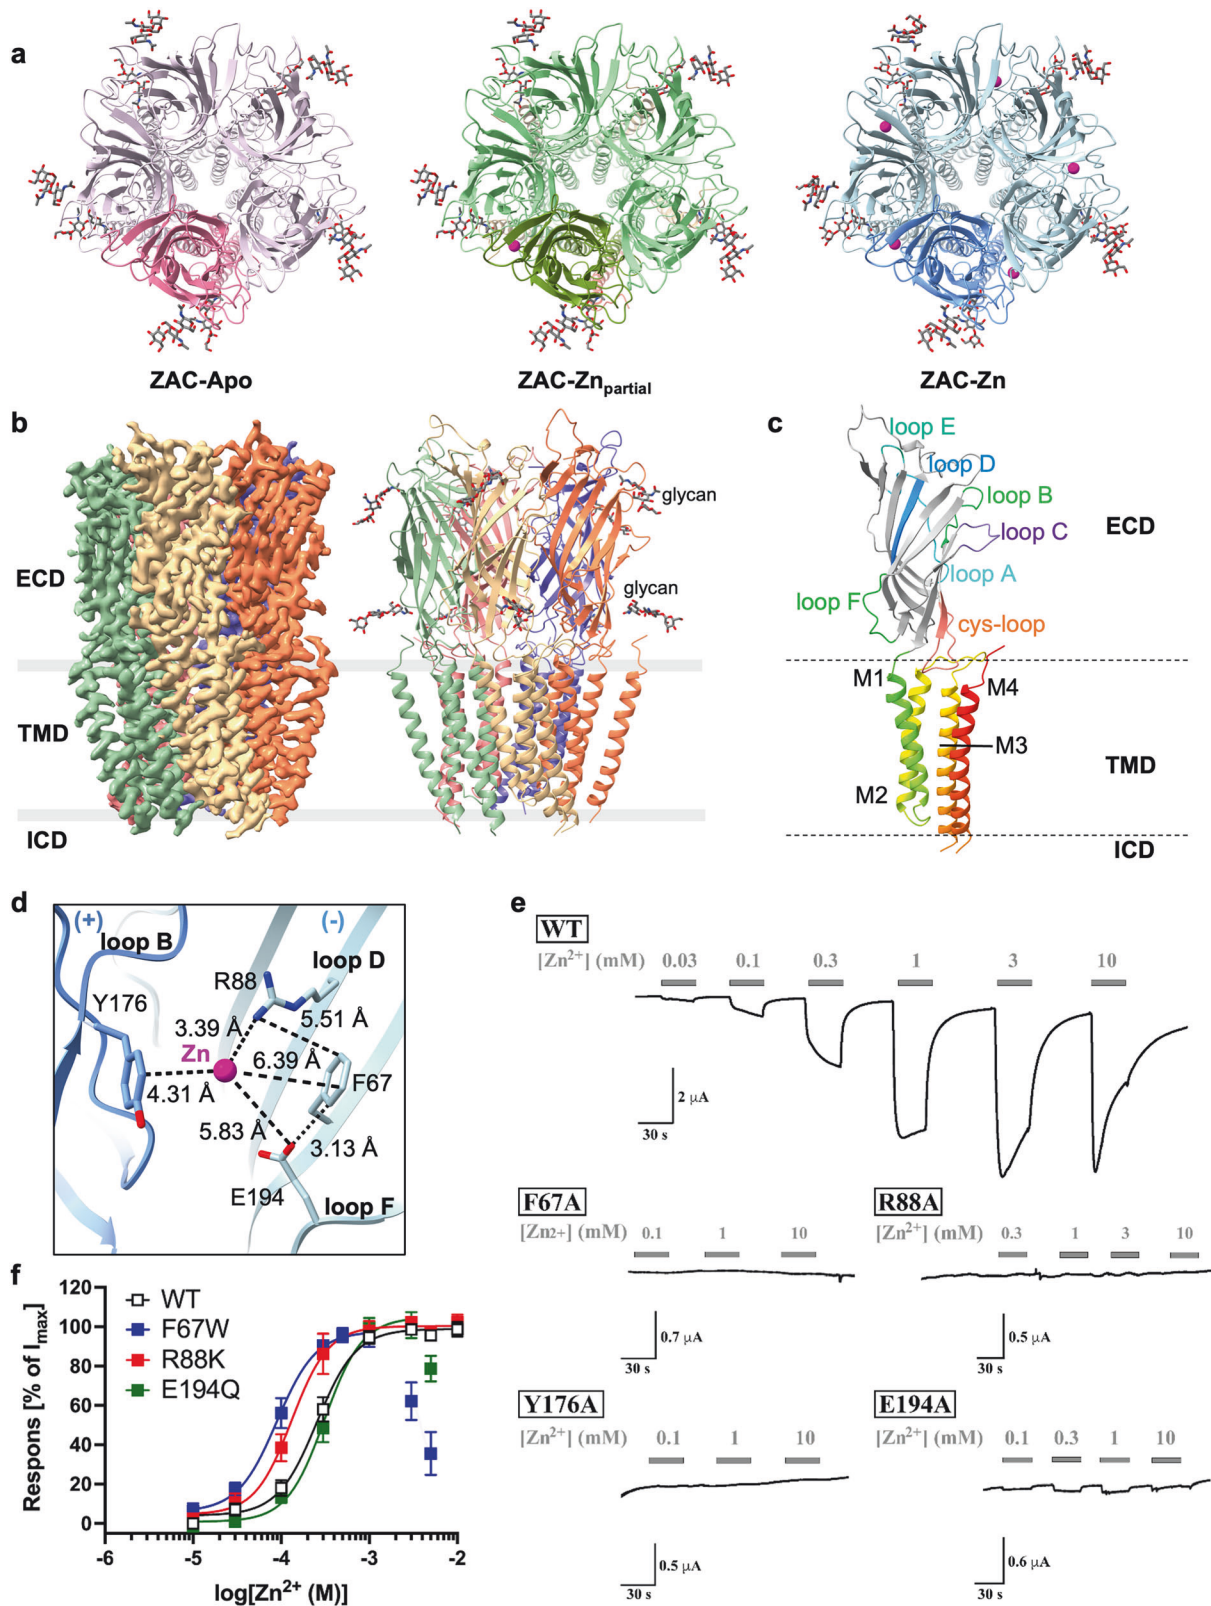 a
ZAC-Apo
ZAC-Zn partial
ZAC-Zn
b
ECD
TMD
ICD
glycan
glycan
c
loop E
loop D
loop B
loop C
loop A
loop F
cys-loop
ECD
M1
M4
M3
M2
TMD
ICD
d
(+)
(-)
loop B
loop D
R88
Y176
3.39 Å
5.51 Å
Zn
6.39 Å
F67
4.31 Å
5.83 Å
3.13 Å
E194
loop F
e
WT
[Zn²⁺] (mM) 0.03 0.1 0.3 1 3 10
2 μA
30 s
F67A
[Zn2+] (mM) 0.1 1 10
0.7 μA
30 s
R88A
[Zn²⁺] (mM) 0.3 1 3 10
0.5 μA
30 s
Y176A
[Zn²⁺] (mM) 0.1 1 10
0.5 μA
30 s
E194A
[Zn²⁺] (mM) 0.1 0.3 1 10
0.6 μA
30 s
f
Respons [% of Imax]
120
100
80
60
40
20
0
WT
F67W
R88K
E194Q
-6 -5 -4 -3 -2
log[Zn²⁺ (M)]